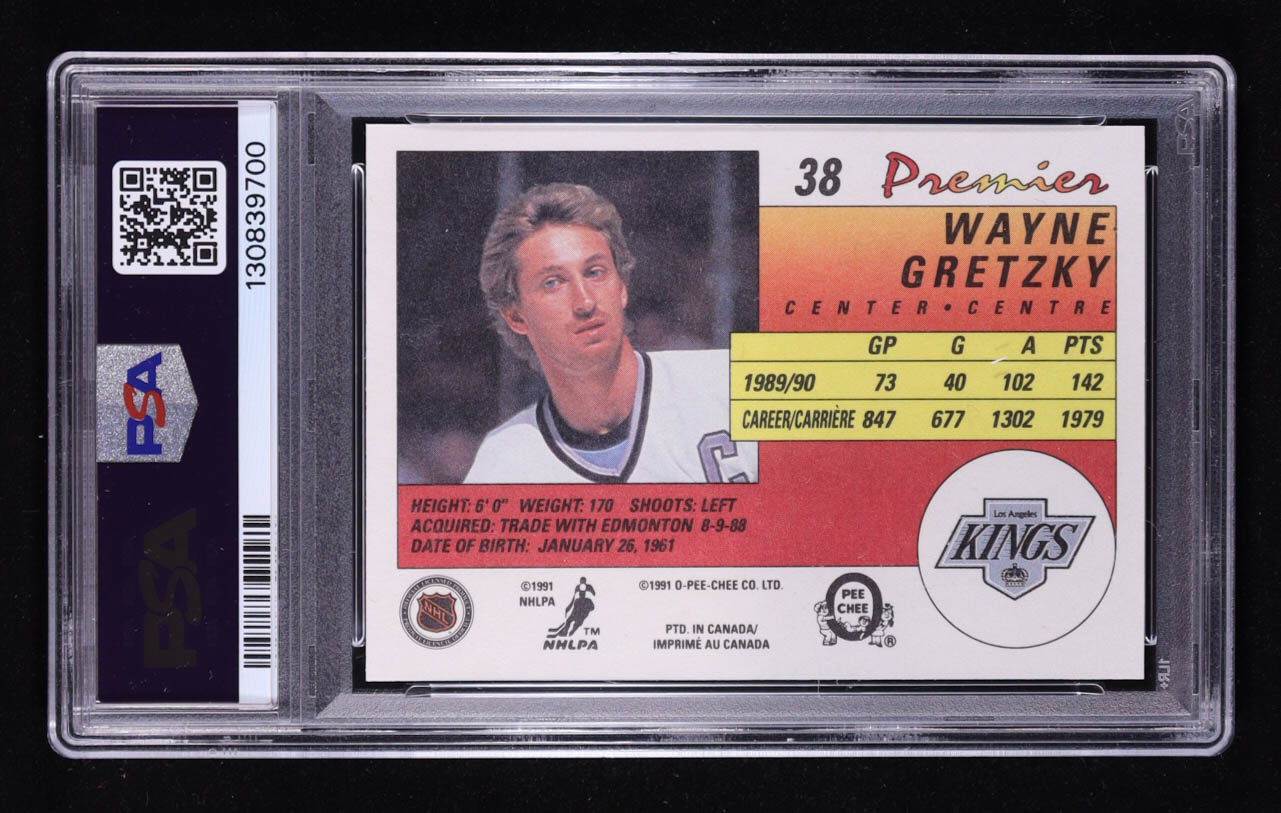 130839700
PSA
PSA
PSA
38 Premier
WAYNE
GRETZKY
CENTER • CENTRE
GP G A PTS
1989/90 73 40 102 142
CAREER/CARRIÈRE 847 677 1302 1979
HEIGHT: 6' 0" WEIGHT: 170 SHOOTS: LEFT
ACQUIRED: TRADE WITH EDMONTON 8-9-88
DATE OF BIRTH: JANUARY 26, 1961
C
Los Angeles
KINGS
NHL
©1991
NHLPA
TM
NHLPA
©1991 O-PEE-CHEE CO. LTD.
PTD. IN CANADA/
IMPRIMÉ AU CANADA
O
PEE
CHEE
®